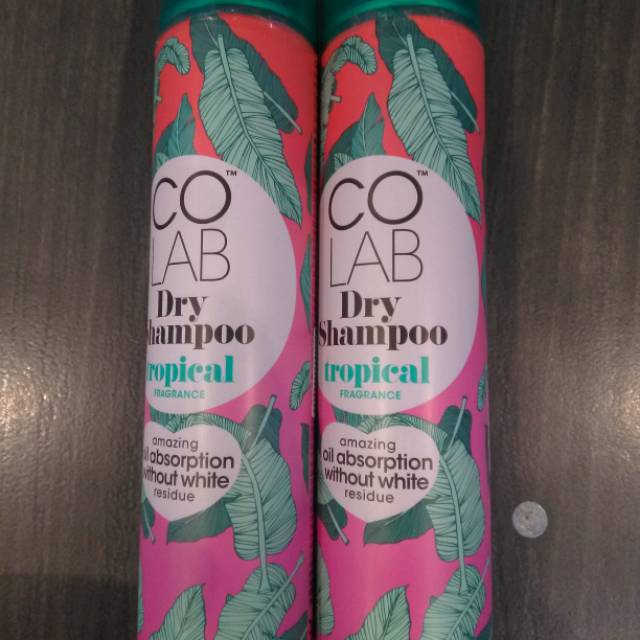 CO™
LAB
Dry
Shampoo
tropical
FRAGRANCE
amazing
oil absorption
without white
residue
CO™
LAB
Dry
Shampoo
tropical
FRAGRANCE
amazing
oil absorption
without white
residue